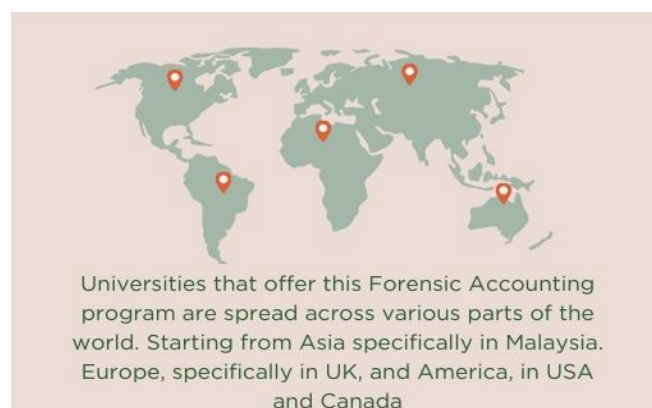 Universities that offer this Forensic Accounting
program are spread across various parts of the
world. Starting from Asia specifically in Malaysia.
Europe, specifically in UK, and America, in USA
and Canada